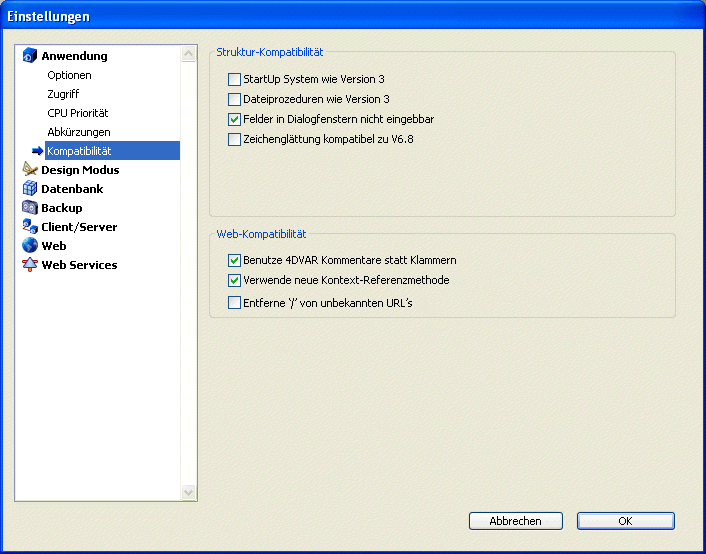 Einstellungen
Anwendung
Optionen
Zugriff
CPU Priorität
Abkürzungen
Kompatibilität
Design Modus
Datenbank
Backup
Client/Server
Web
Web Services
Struktur-Kompatibilität
StartUp System wie Version 3
Dateiprozeduren wie Version 3
Felder in Dialogfenstern nicht eingebbar
Zeichenglättung kompatibel zu V6.8
Web-Kompatibilität
Benutze 4DVAR Kommentare statt Klammern
Verwende neue Kontext-Referenzmethode
Entferne ‘/’ von unbekannten URL’s
Abbrechen
OK